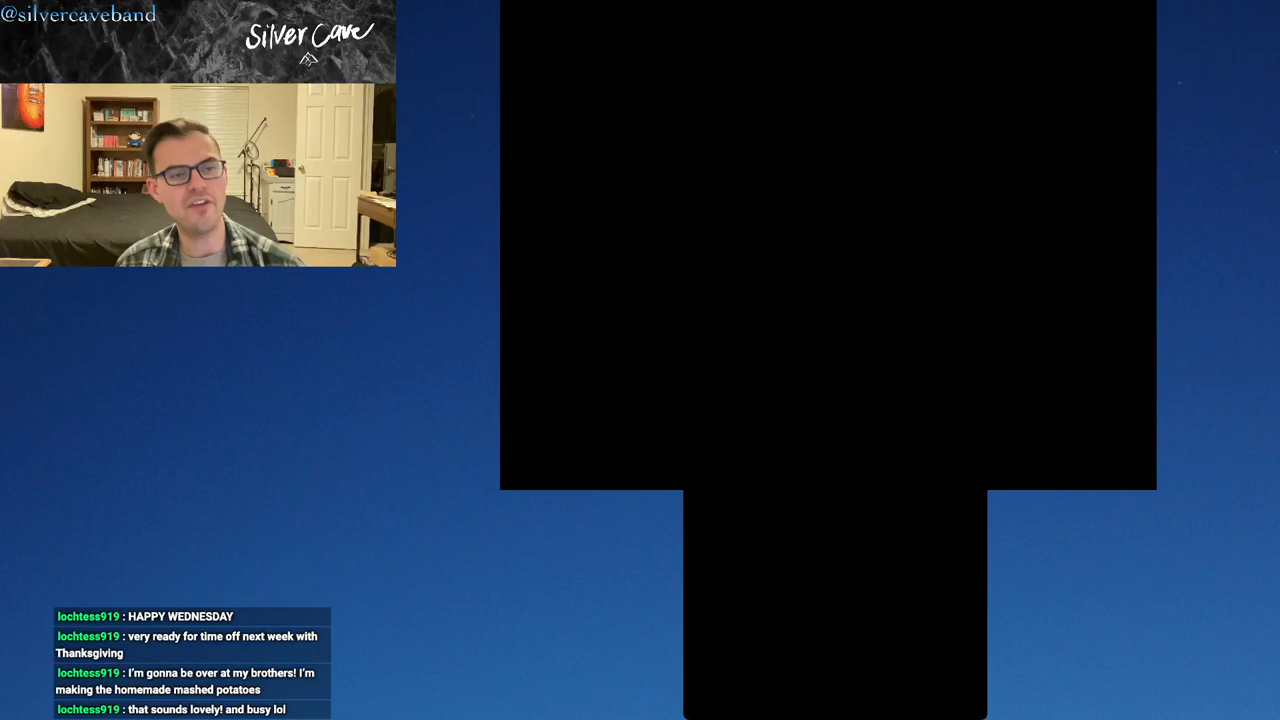 @silvercaveband
Silver Cave
lochtess919 : HAPPY WEDNESDAY
lochtess919 : very ready for time off next week with
Thanksgiving
lochtess919 : I'm gonna be over at my brothers! I'm
making the homemade mashed potatoes
lochtess919 : that sounds lovely! and busy lol